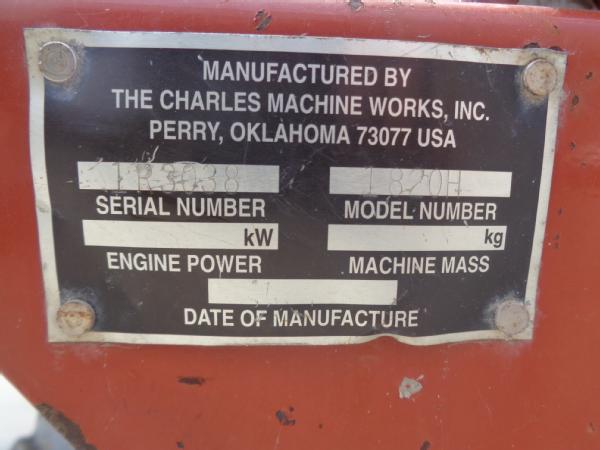 MANUFACTURED BY
THE CHARLES MACHINE WORKS, INC.
PERRY, OKLAHOMA 73077 USA
1R3038 1820H
SERIAL NUMBER MODEL NUMBER
kW kg
ENGINE POWER MACHINE MASS
DATE OF MANUFACTURE